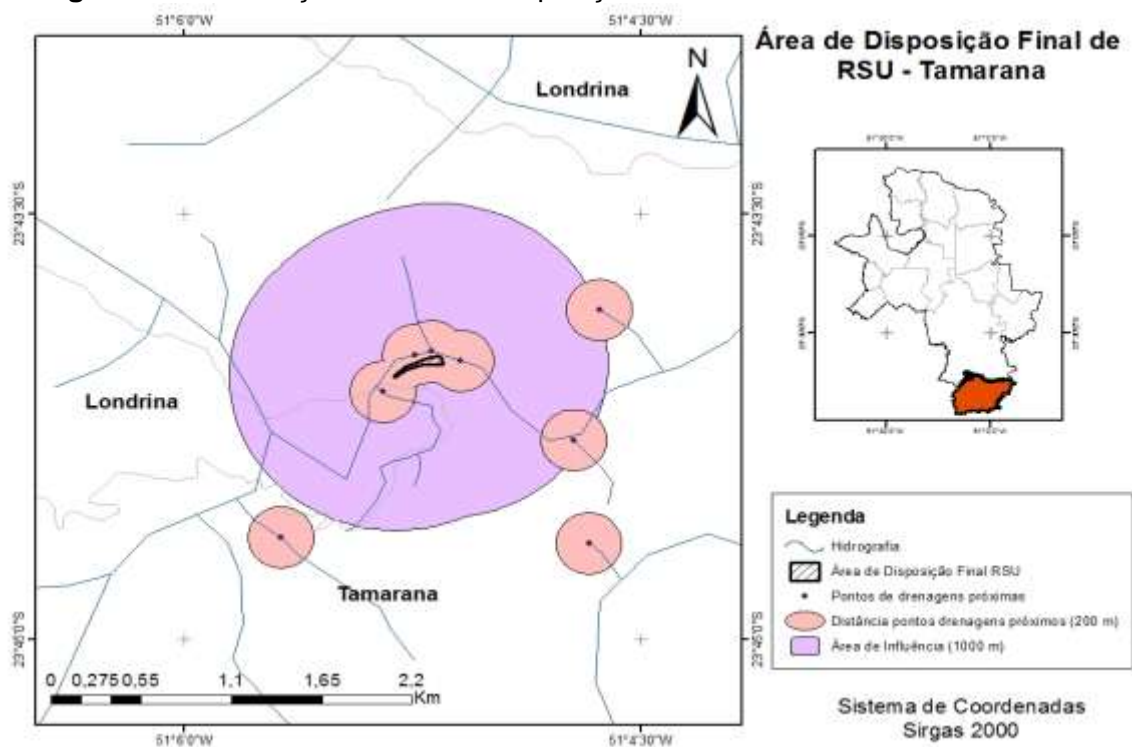 51°6'0"W
51°4'30"W
Área de Disposição Final de
RSU - Tamarana
N
Londrina
23°43'30"S
23°43'30"S
Londrina
Tamarana
23°45'0"S
23°45'0"S
0 0,275 0,55 1,1 1,65 2,2
Km
51°6'0"W
51°4'30"W
Legenda
Hidrografia
Área de Disposição Final RSU
Pontos de drenagens próximas
Distância pontos drenagens próximos (200 m)
Área de Influência (1000 m)
Sistema de Coordenadas
Sirgas 2000